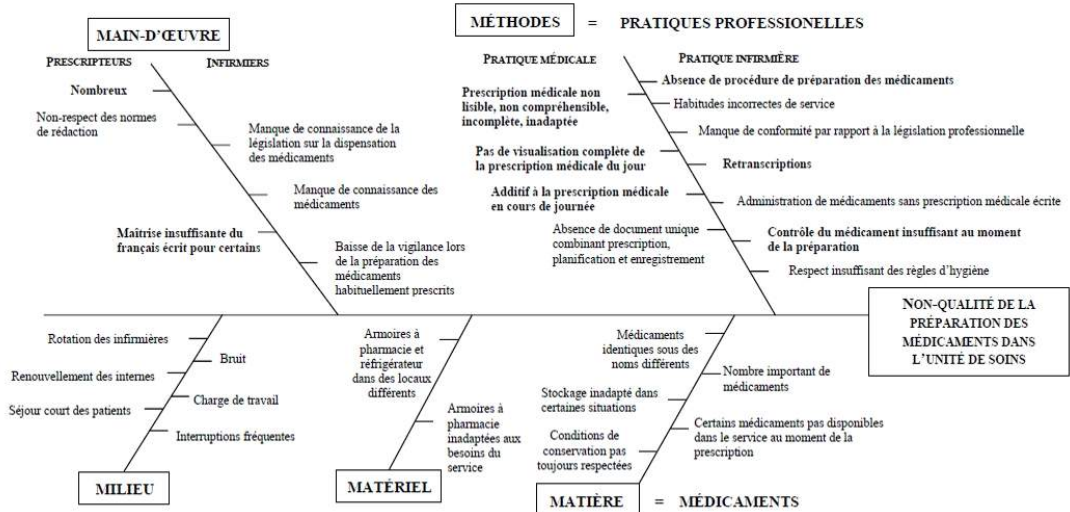 MAIN-D'ŒUVRE
PRESCRIPTEURS
INFIRMIERS
Nombreux
Non-respect des normes
de rédaction
Manque de connaissance de la
législation sur la dispensation
des médicaments
Manque de connaissance des
médicaments
Maîtrise insuffisante du
français écrit pour certains
Baisse de la vigilance lors
de la préparation des
médicaments
habituellement prescrits
MÉTHODES = PRATIQUES PROFESSIONELLES
PRATIQUE MÉDICALE
PRATIQUE INFIRMIÈRE
Prescription médicale non
lisible, non compréhensible,
incomplète, inadaptée
Pas de visualisation complète de
la prescription médicale du jour
Additif à la prescription médicale
en cours de journée
Absence de document unique
combinant prescription,
planification et enregistrement
Absence de procédure de préparation des médicaments
Habitudes incorrectes de service
Manque de conformité par rapport à la législation professionelle
Retranscriptions
Administration de médicaments sans prescription médicale écrite
Contrôle du médicament insuffisant au moment
de la préparation
Respect insuffisant des règles d'hygiène
NON-QUALITÉ DE LA
PRÉPARATION DES
MÉDICAMENTS DANS
L'UNITÉ DE SOINS
Rotation des infirmières
Renouvellement des internes
Séjour court des patients
Bruit
Charge de travail
Interruptions fréquentes
MILIEU
Armoires à
pharmacie et
réfrigérateur
dans des locaux
différents
Armoires à
pharmacie
inadaptées aux
besoins du
service
MATÉRIEL
Médicaments
identiques sous des
noms différents
Stockage inadapté dans
certaines situations
Conditions de
conservation pas
toujours respectées
Nombre important de
médicaments
Certains médicaments pas disponibles
dans le service au moment de la
prescription
MATIÈRE = MÉDICAMENTS